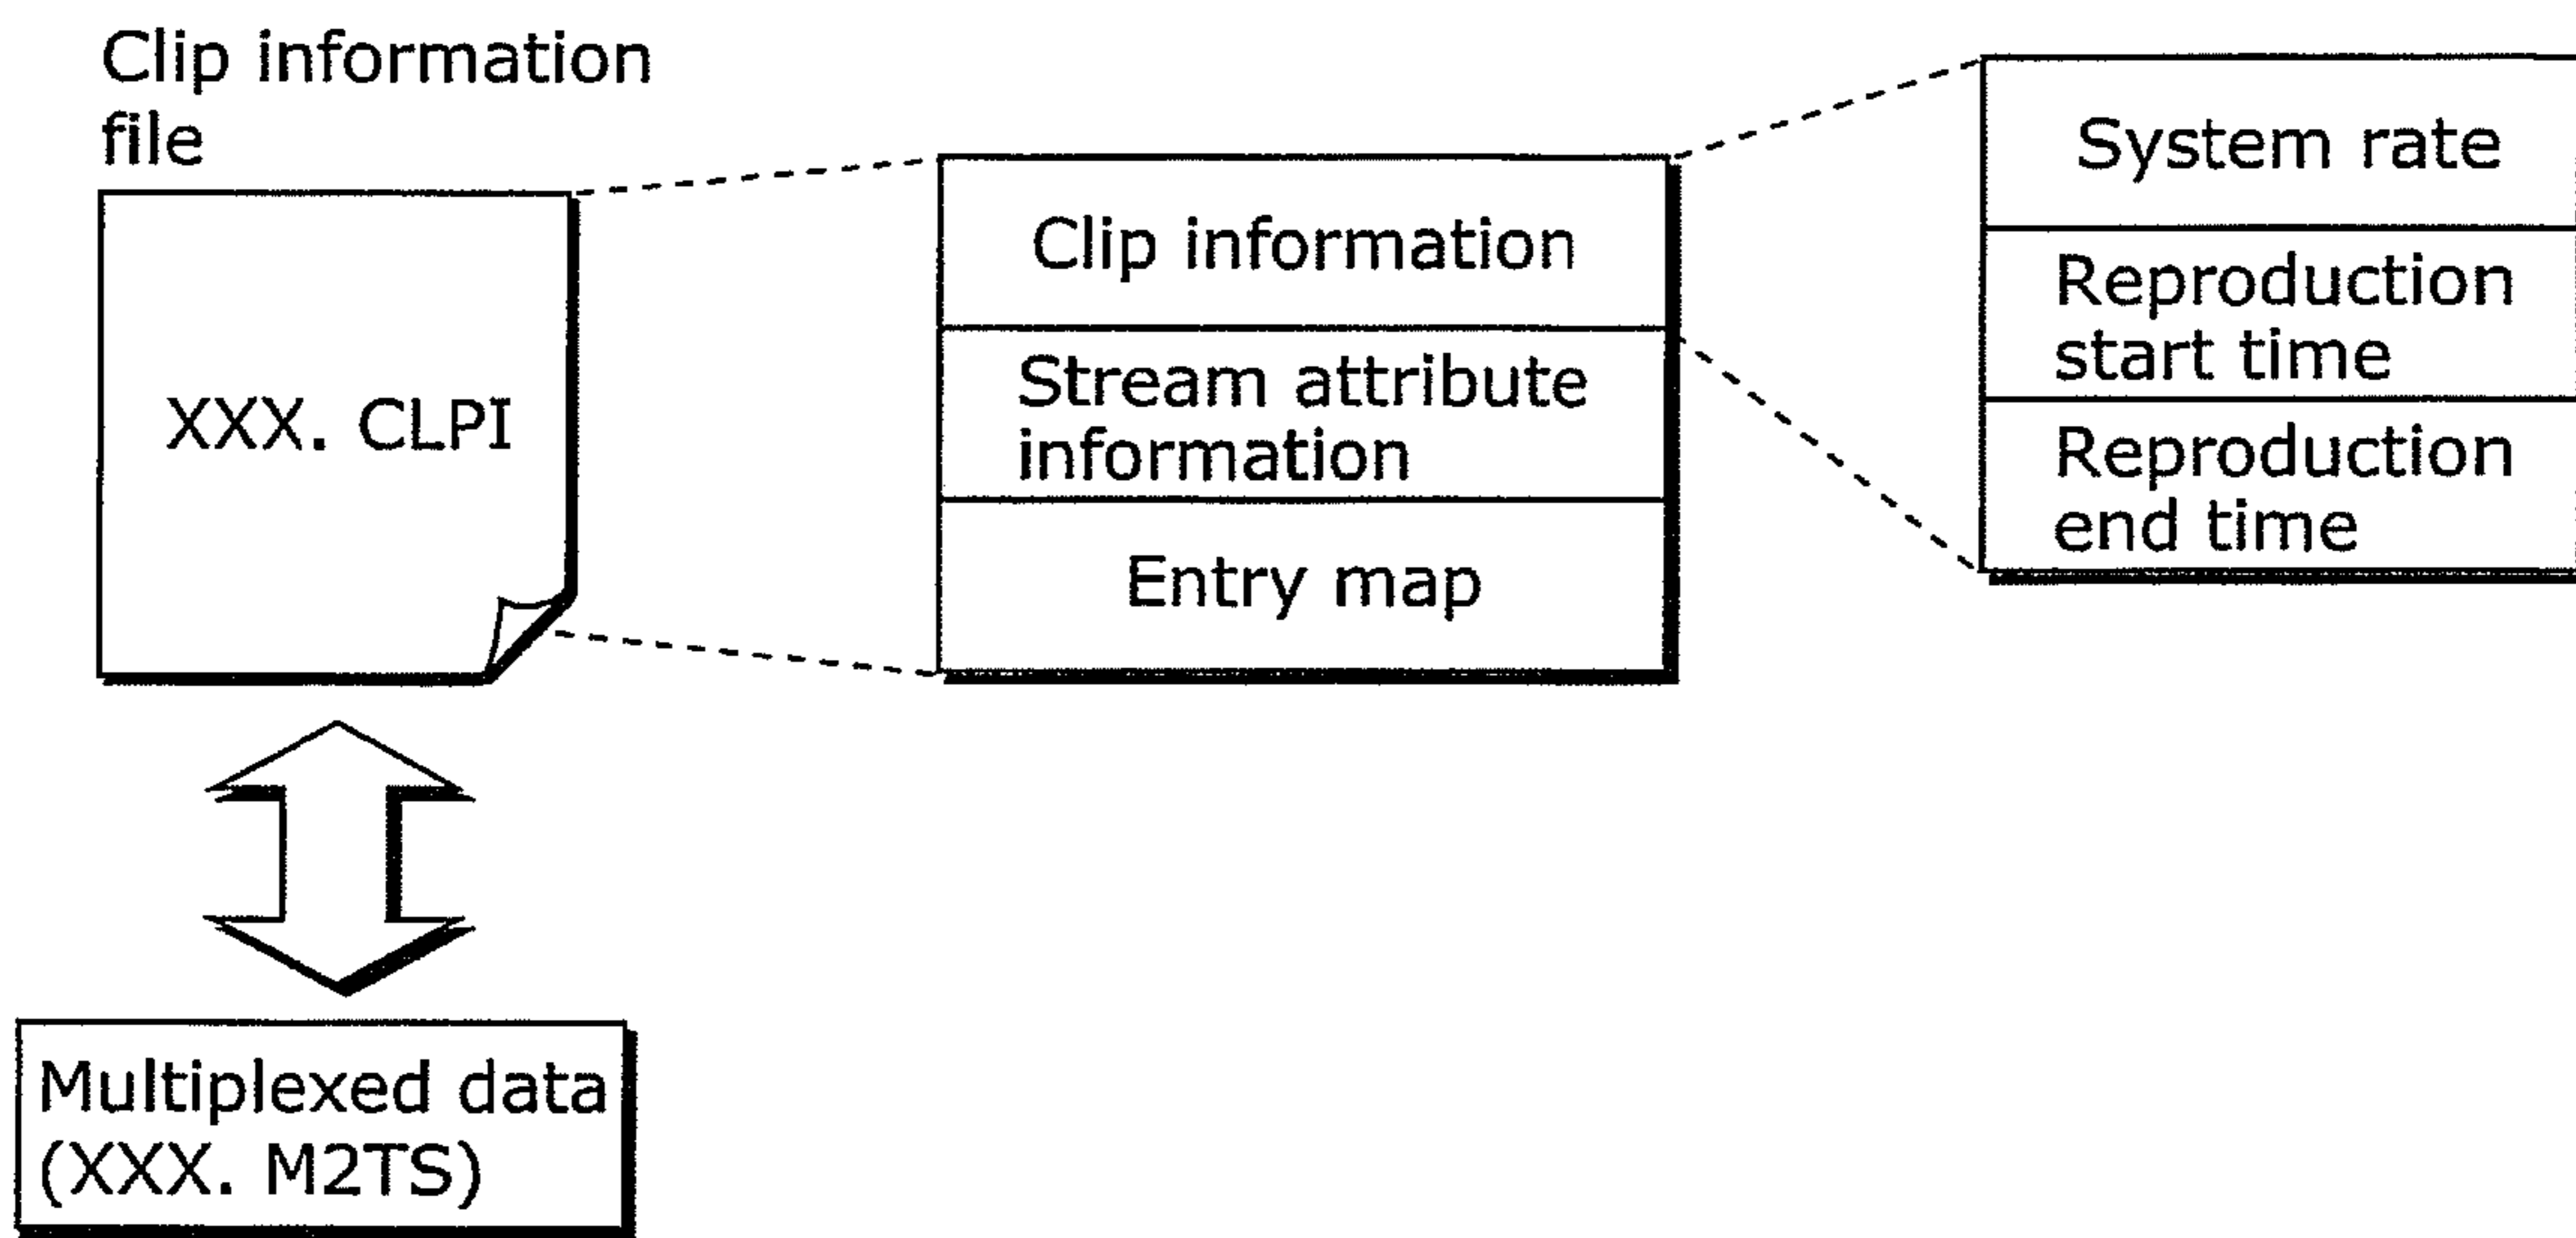 Clip information
file
XXX. CLPI
Clip information
Stream attribute
information
Entry map
System rate
Reproduction
start time
Reproduction
end time
Multiplexed data
(XXX. M2TS)